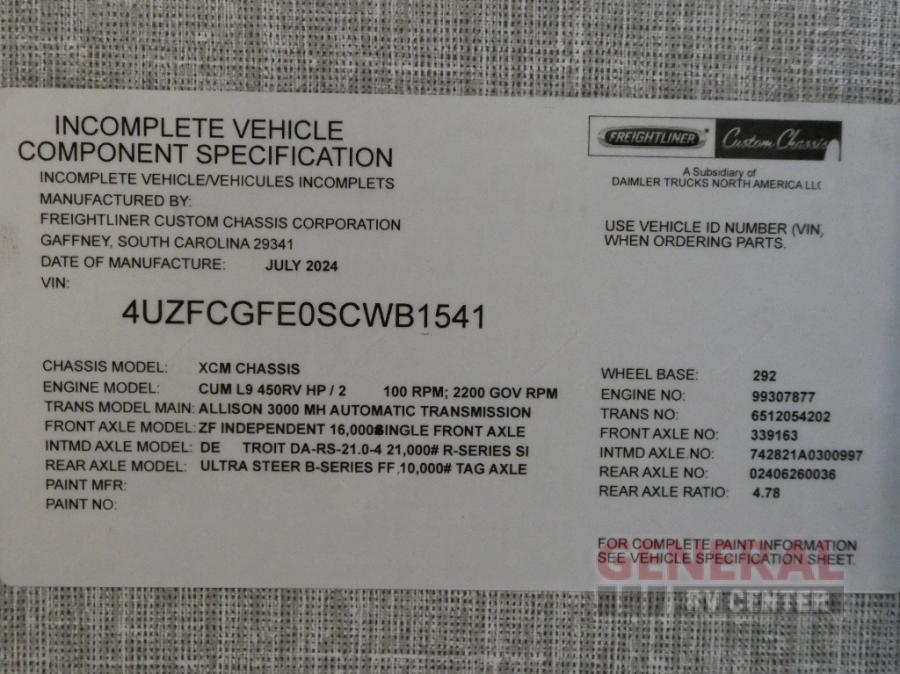 INCOMPLETE VEHICLE
COMPONENT SPECIFICATION
INCOMPLETE VEHICLE/VEHICULES INCOMPLETS
MANUFACTURED BY:
FREIGHTLINER CUSTOM CHASSIS CORPORATION
GAFFNEY, SOUTH CAROLINA 29341
DATE OF MANUFACTURE: JULY 2024
VIN:
4UZFCGFE0SCWB1541
FREIGHTLINER Custom Chassis
A Subsidiary of
DAIMLER TRUCKS NORTH AMERICA LLC
USE VEHICLE ID NUMBER (VIN,
WHEN ORDERING PARTS.
CHASSIS MODEL: XCM CHASSIS
ENGINE MODEL: CUM L9 450RV HP / 2 100 RPM; 2200 GOV RPM
TRANS MODEL MAIN: ALLISON 3000 MH AUTOMATIC TRANSMISSION
FRONT AXLE MODEL: ZF INDEPENDENT 16,000# SINGLE FRONT AXLE
INTMD AXLE MODEL: DE TROIT DA-RS-21.0-4 21,000# R-SERIES SI
REAR AXLE MODEL: ULTRA STEER B-SERIES FF,10,000# TAG AXLE
PAINT MFR:
PAINT NO:
WHEEL BASE: 292
ENGINE NO: 99307877
TRANS NO: 6512054202
FRONT AXLE NO: 339163
INTMD AXLE.NO: 742821A0300997
REAR AXLE NO: 02406260036
REAR AXLE RATIO: 4.78
FOR COMPLETE PAINT INFORMATION
SEE VEHICLE SPECIFICATION SHEET.
GENERAL
RV CENTER